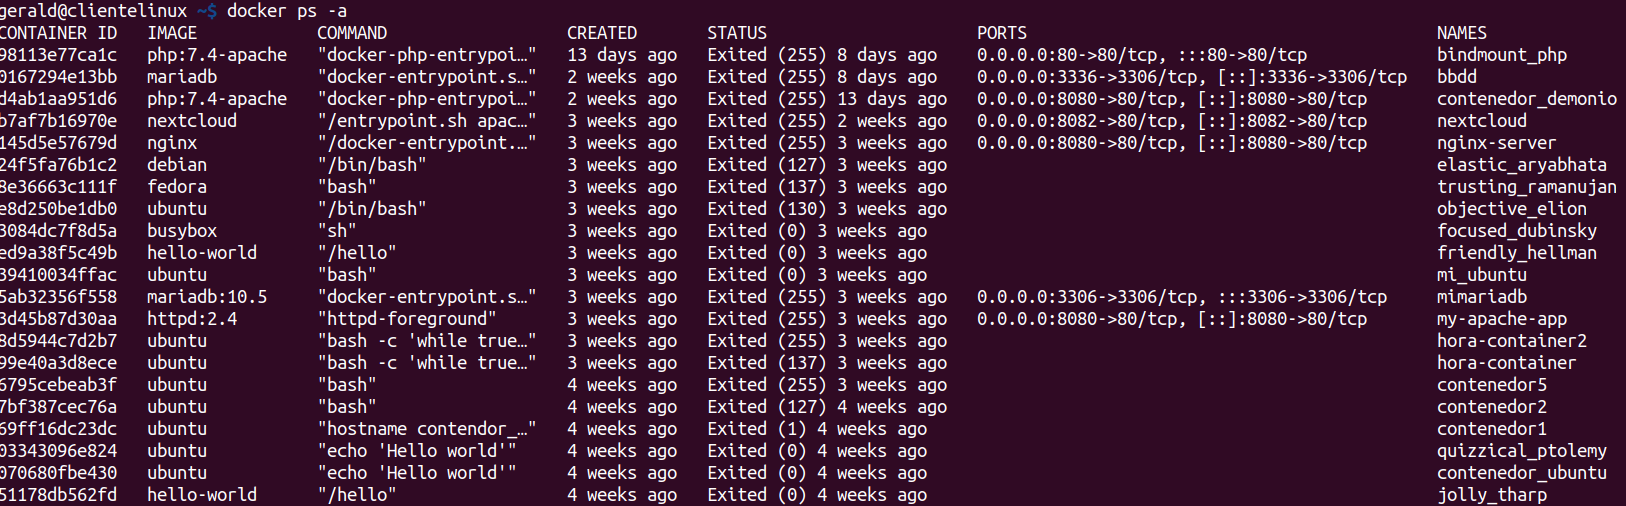 gerald@clientelinux ~$ docker ps -a
CONTAINER ID   IMAGE            COMMAND                  CREATED       STATUS                     PORTS                                         NAMES
98113e77ca1c   php:7.4-apache   "docker-php-entrypoi…"   13 days ago   Exited (255) 8 days ago    0.0.0.0:80->80/tcp, :::80->80/tcp             bindmount_php
0167294e13bb   mariadb          "docker-entrypoint.s…"   2 weeks ago   Exited (255) 8 days ago    0.0.0.0:3336->3306/tcp, [::]:3336->3306/tcp   bbdd
d4ab1aa951d6   php:7.4-apache   "docker-php-entrypoi…"   2 weeks ago   Exited (255) 13 days ago   0.0.0.0:8080->80/tcp, [::]:8080->80/tcp       contenedor_demonio
b7af7b16970e   nextcloud        "/entrypoint.sh apac…"   3 weeks ago   Exited (255) 2 weeks ago   0.0.0.0:8082->80/tcp, [::]:8082->80/tcp       nextcloud
145d5e57679d   nginx            "/docker-entrypoint.…"   3 weeks ago   Exited (255) 3 weeks ago   0.0.0.0:8080->80/tcp, [::]:8080->80/tcp       nginx-server
24f5fa76b1c2   debian           "/bin/bash"              3 weeks ago   Exited (127) 3 weeks ago                                                 elastic_aryabhata
8e36663c111f   fedora           "bash"                   3 weeks ago   Exited (137) 3 weeks ago                                                 trusting_ramanujan
e8d250be1db0   ubuntu           "/bin/bash"              3 weeks ago   Exited (130) 3 weeks ago                                                 objective_elion
3084dc7f8d5a   busybox          "sh"                     3 weeks ago   Exited (0) 3 weeks ago                                                   focused_dubinsky
ed9a38f5c49b   hello-world      "/hello"                 3 weeks ago   Exited (0) 3 weeks ago                                                   friendly_hellman
39410034ffac   ubuntu           "bash"                   3 weeks ago   Exited (0) 3 weeks ago                                                   mi_ubuntu
5ab32356f558   mariadb:10.5     "docker-entrypoint.s…"   3 weeks ago   Exited (255) 3 weeks ago   0.0.0.0:3306->3306/tcp, :::3306->3306/tcp     mimariadb
3d45b87d30aa   httpd:2.4        "httpd-foreground"       3 weeks ago   Exited (255) 3 weeks ago   0.0.0.0:8080->80/tcp, [::]:8080->80/tcp       my-apache-app
8d5944c7d2b7   ubuntu           "bash -c 'while true…"   3 weeks ago   Exited (255) 3 weeks ago                                                 hora-container2
99e40a3d8ece   ubuntu           "bash -c 'while true…"   3 weeks ago   Exited (137) 3 weeks ago                                                 hora-container
6795cebeab3f   ubuntu           "bash"                   4 weeks ago   Exited (255) 3 weeks ago                                                 contenedor5
7bf387cec76a   ubuntu           "bash"                   4 weeks ago   Exited (127) 4 weeks ago                                                 contenedor2
69ff16dc23dc   ubuntu           "hostname contendor_…"   4 weeks ago   Exited (1) 4 weeks ago                                                   contenedor1
03343096e824   ubuntu           "echo 'Hello world'"     4 weeks ago   Exited (0) 4 weeks ago                                                   quizzical_ptolemy
070680fbe430   ubuntu           "echo 'Hello world'"     4 weeks ago   Exited (0) 4 weeks ago                                                   contenedor_ubuntu
51178db562fd   hello-world      "/hello"                 4 weeks ago   Exited (0) 4 weeks ago                                                   jolly_tharp